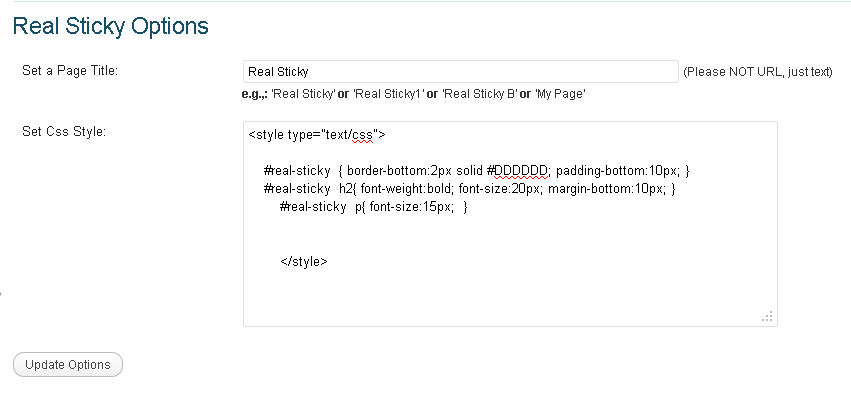 Real Sticky Options
Set a Page Title: Real Sticky (Please NOT URL, just text)
e.g.,: 'Real Sticky' or 'Real Sticky1' or 'Real Sticky B' or 'My Page'
Set Css Style: <style type="text/css">
#real-sticky { border-bottom:2px solid #DDDDDD; padding-bottom:10px; }
#real-sticky h2{ font-weight:bold; font-size:20px; margin-bottom:10px; }
#real-sticky p{ font-size:15px; }
</style>
Update Options